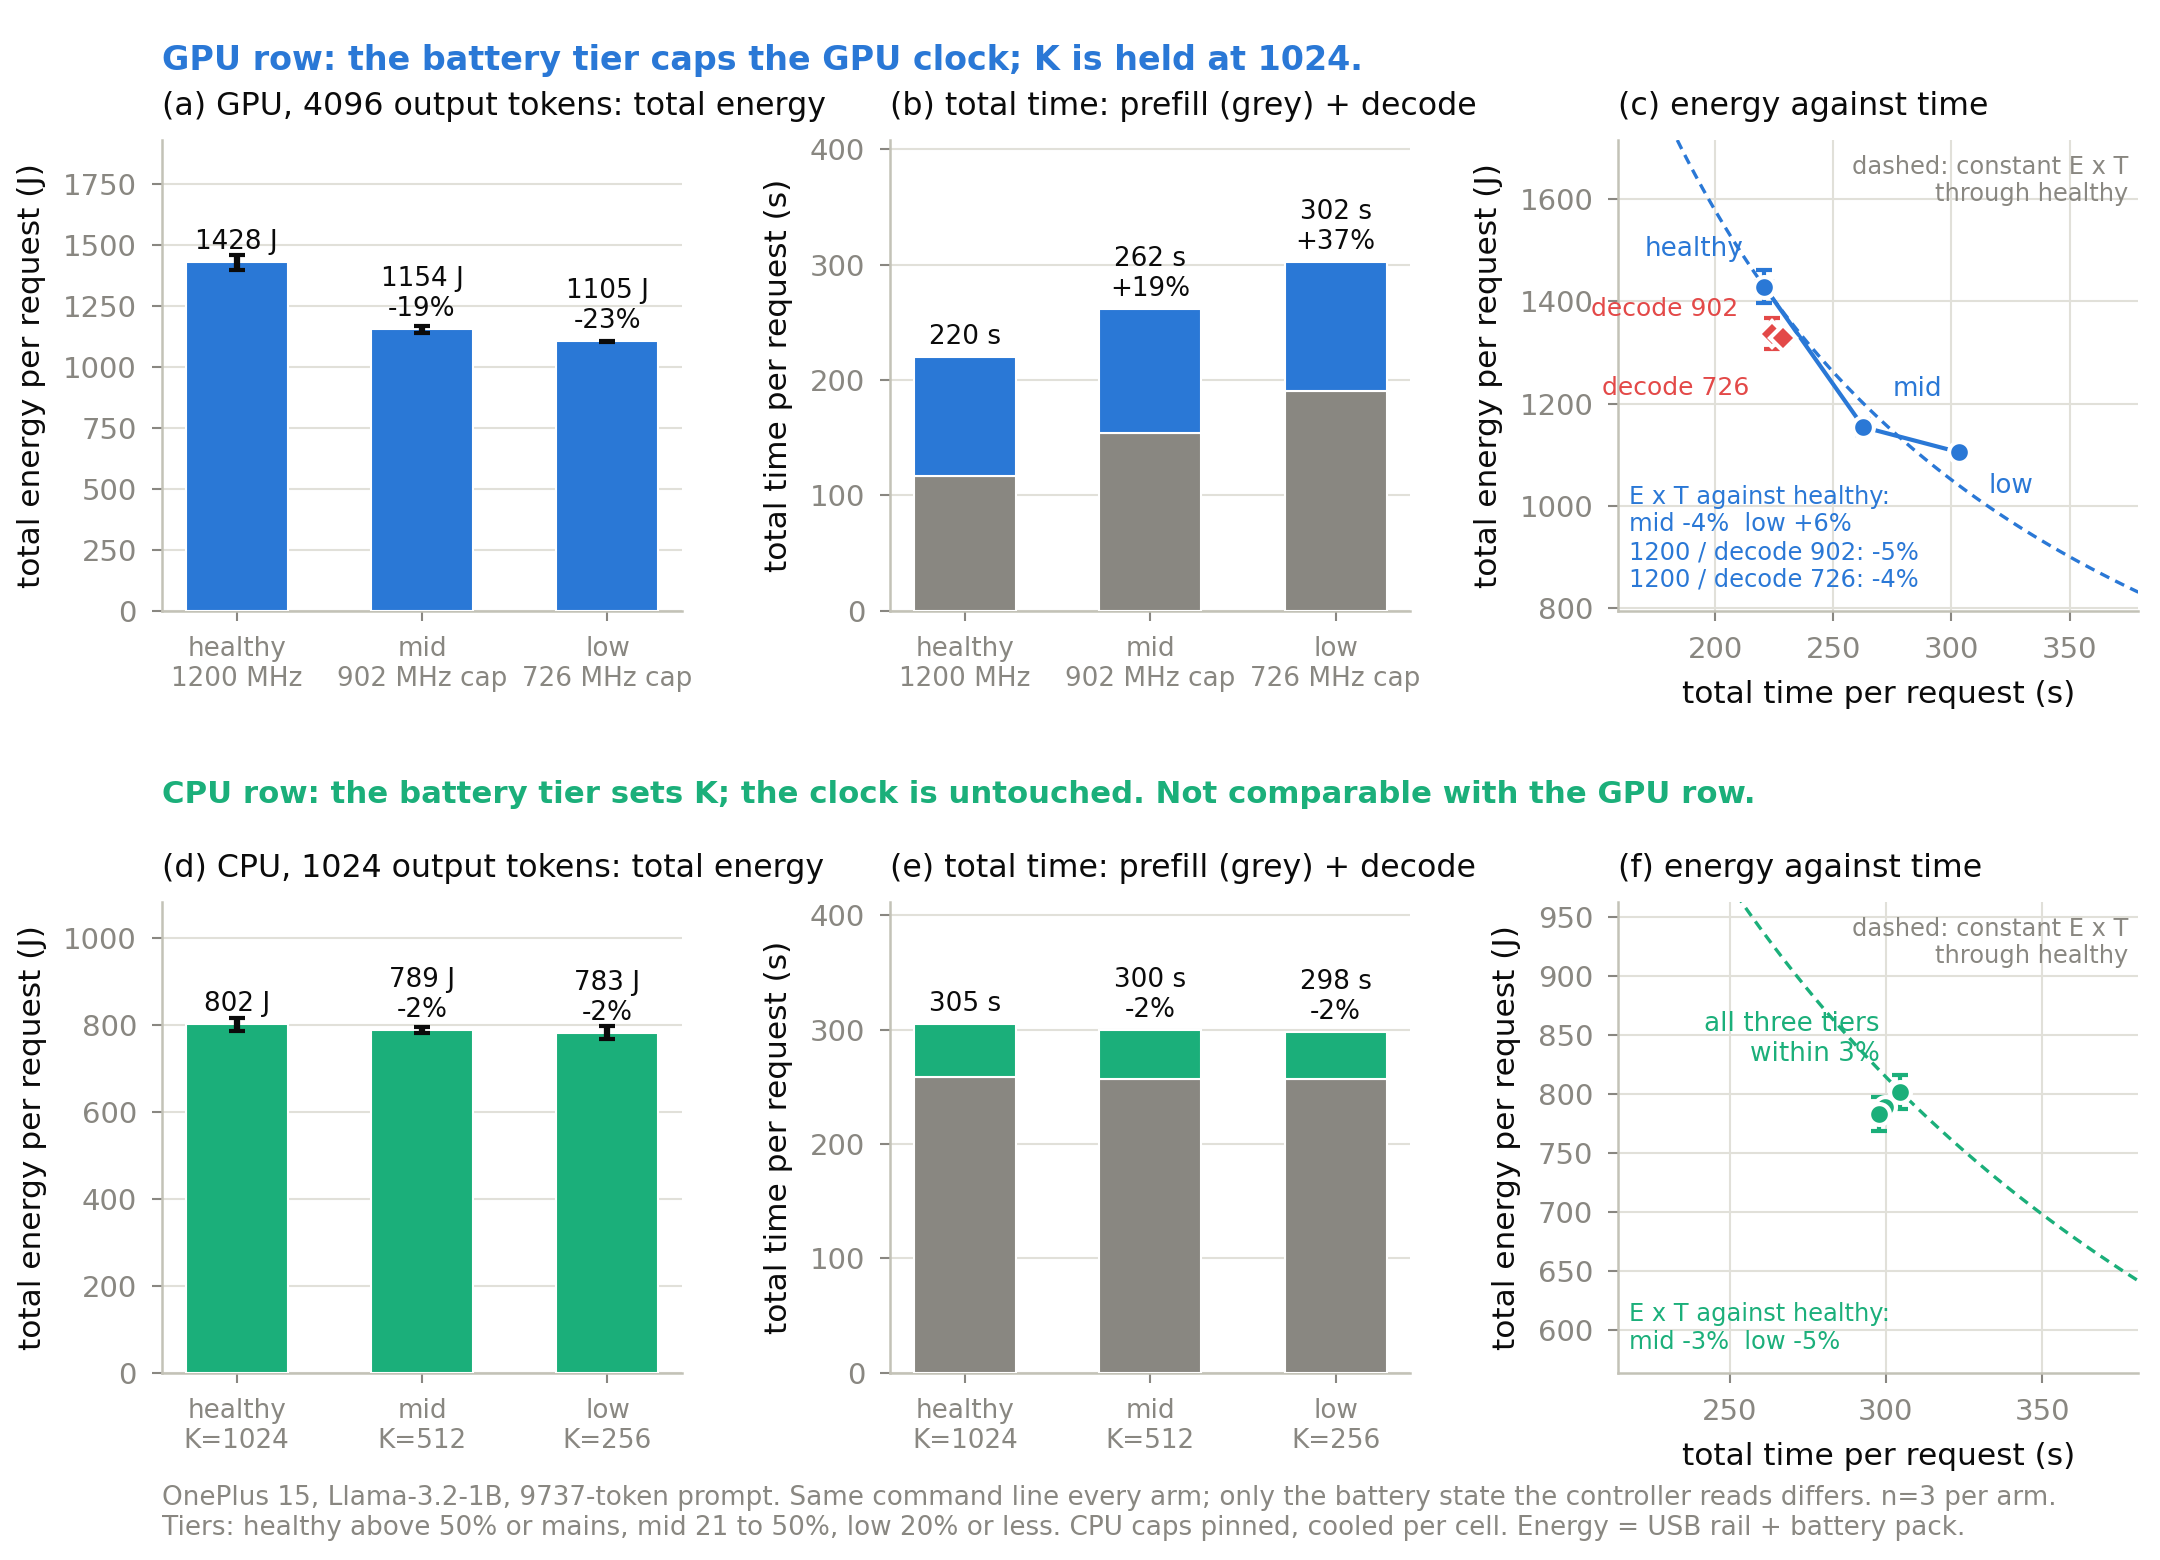 GPU row: the battery tier caps the GPU clock; K is held at 1024.
(a) GPU, 4096 output tokens: total energy
total energy per request (J)
1750
1500
1250
1000
750
500
250
0
1428 J
1154 J
-19%
1105 J
-23%
healthy
1200 MHz
mid
902 MHz cap
low
726 MHz cap
(b) total time: prefill (grey) + decode
total time per request (s)
400
300
200
100
0
220 s
262 s
+19%
302 s
+37%
healthy
1200 MHz
mid
902 MHz cap
low
726 MHz cap
(c) energy against time
total energy per request (J)
1600
1400
1200
1000
800
dashed: constant E x T
through healthy
healthy
decode 902
decode 726
mid
low
E x T against healthy:
mid -4%  low +6%
1200 / decode 902: -5%
1200 / decode 726: -4%
200
250
300
350
total time per request (s)
CPU row: the battery tier sets K; the clock is untouched. Not comparable with the GPU row.
(d) CPU, 1024 output tokens: total energy
total energy per request (J)
1000
800
600
400
200
0
802 J
789 J
-2%
783 J
-2%
healthy
K=1024
mid
K=512
low
K=256
(e) total time: prefill (grey) + decode
total time per request (s)
400
300
200
100
0
305 s
300 s
-2%
298 s
-2%
healthy
K=1024
mid
K=512
low
K=256
(f) energy against time
total energy per request (J)
950
900
850
800
750
700
650
600
dashed: constant E x T
through healthy
all three tiers
within 3%
E x T against healthy:
mid -3%  low -5%
250
300
350
total time per request (s)
OnePlus 15, Llama-3.2-1B, 9737-token prompt. Same command line every arm; only the battery state the controller reads differs. n=3 per arm.
Tiers: healthy above 50% or mains, mid 21 to 50%, low 20% or less. CPU caps pinned, cooled per cell. Energy = USB rail + battery pack.